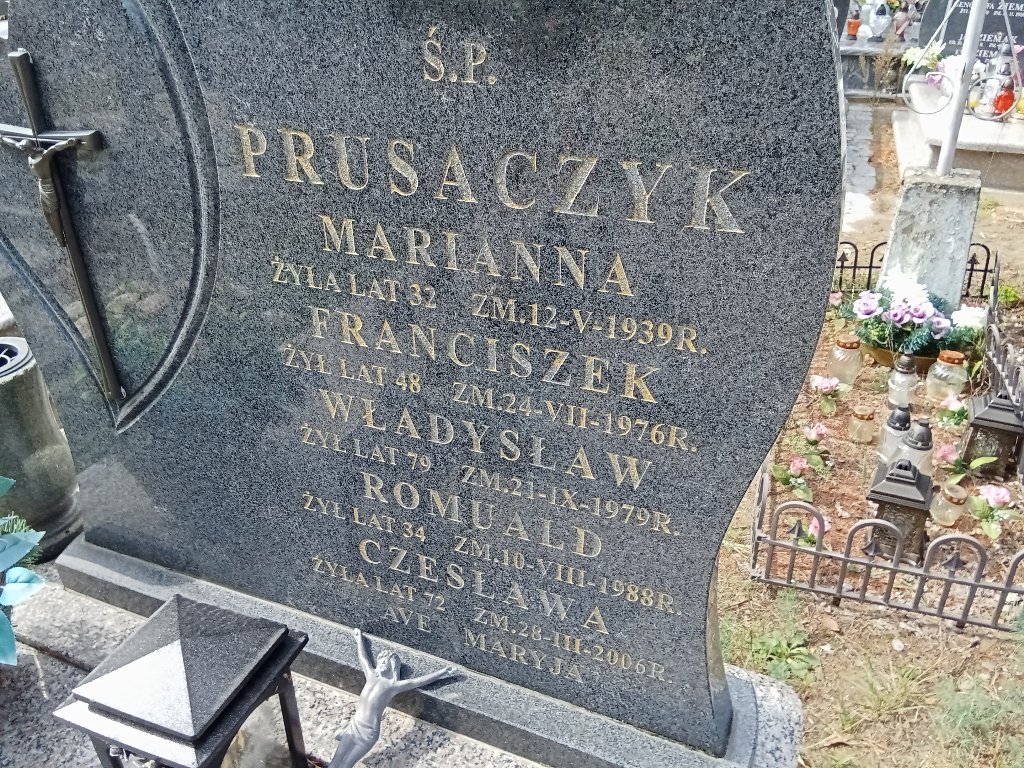 Ś.P.
PRUSACZYK
MARIANNA
ŻYŁA LAT 32 ZM.12-V-1939R.
FRANCISZEK
ŻYŁ LAT 48 ZM.24-VII-1976R.
WŁADYSŁAW
ŻYŁ LAT 79 ZM.21-IX-1979R.
ROMUALD
ŻYŁ LAT 34 ZM.10-VIII-1988R.
CZESŁAWA
ŻYŁA LAT 72 ZM.28-III-2006R.
AVE MARYJA